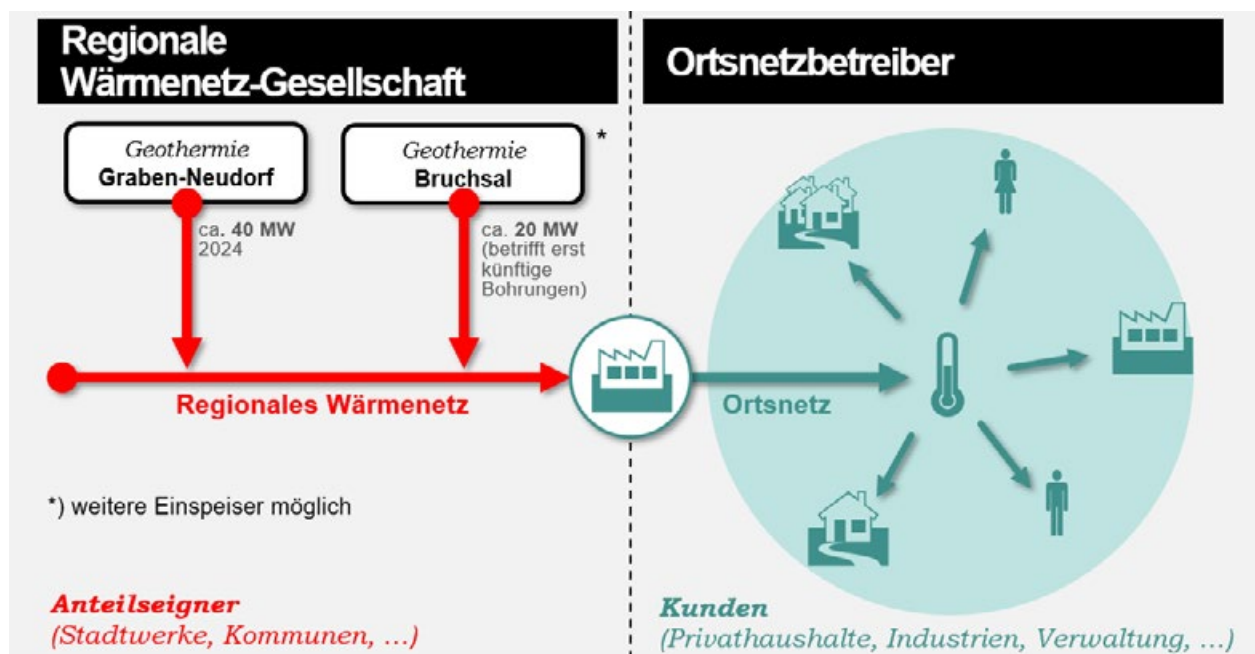 Regionale
Wärmenetz-Gesellschaft
Ortsnetzbetreiber
Geothermie
Graben-Neudorf
Geothermie
Bruchsal
*
ca. 40 MW
2024
ca. 20 MW
(betrifft erst
künftige
Bohrungen)
Regionales Wärmenetz
Ortsnetz
*) weitere Einspeiser möglich
Anteilseigner
(Stadtwerke, Kommunen, ...)
Kunden
(Privathaushalte, Industrien, Verwaltung, ...)